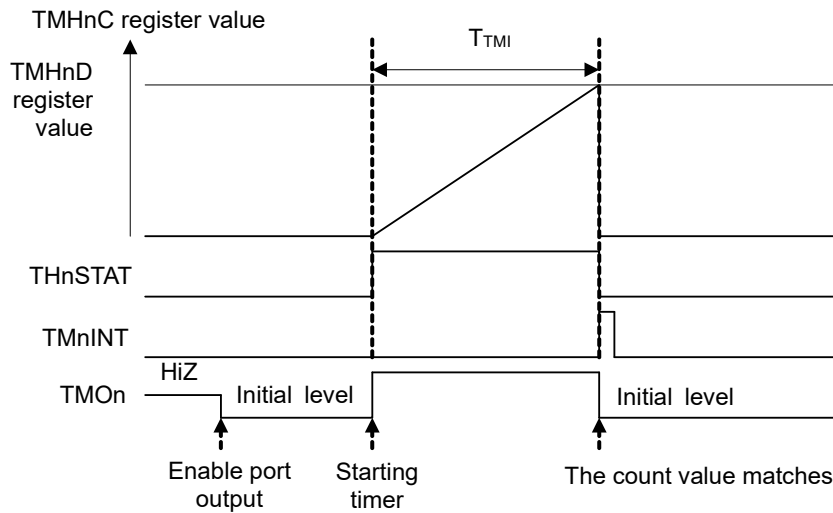 TMHnC register value
T_TMI
TMHnD
register
value
THnSTAT
TMnINT
HiZ
TMOn
Initial level
Initial level
Enable port
output
Starting
timer
The count value matches